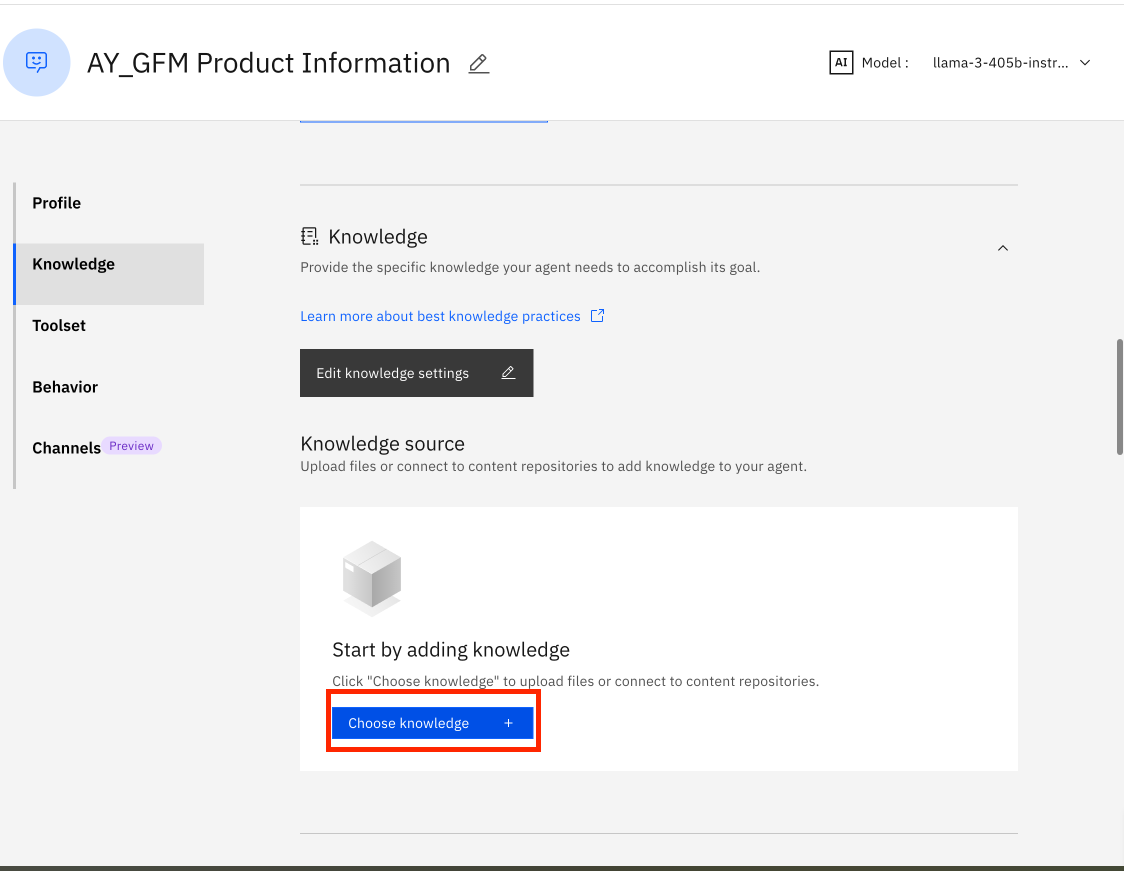 AY_GFM Product Information
AI Model : llama-3-405b-instr...
Profile
Knowledge
Toolset
Behavior
Channels Preview
Knowledge
Provide the specific knowledge your agent needs to accomplish its goal.
Learn more about best knowledge practices
Edit knowledge settings
Knowledge source
Upload files or connect to content repositories to add knowledge to your agent.
Start by adding knowledge
Click "Choose knowledge" to upload files or connect to content repositories.
Choose knowledge +